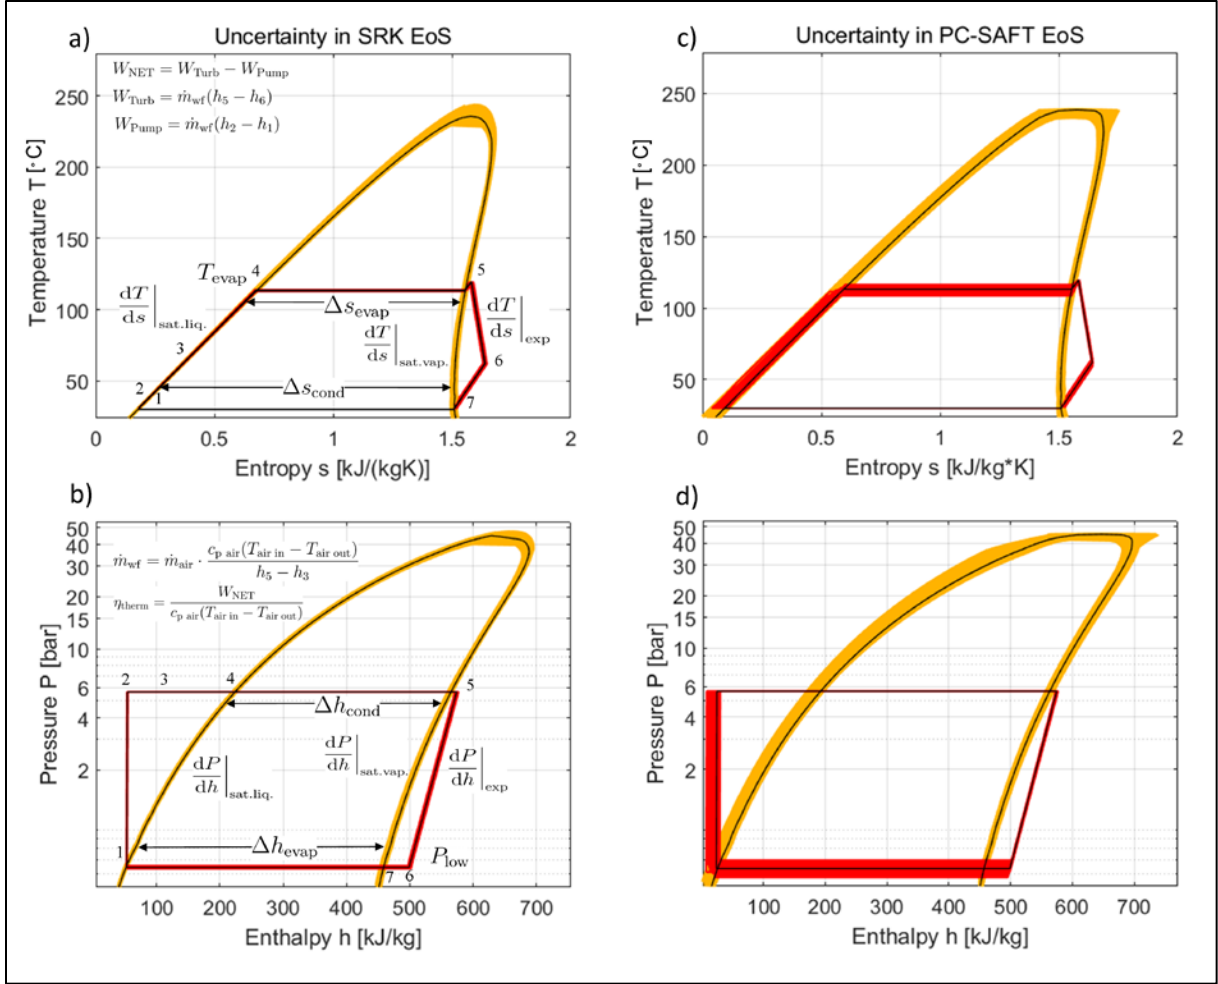 a)
Uncertainty in SRK EoS
W_NET = W_Turb − W_Pump
W_Turb = ṁ_wf(h_5 − h_6)
W_Pump = ṁ_wf(h_2 − h_1)
Temperature T [°C]
250
200
150
100
50
T_evap
4
5
dT/ds|sat.liq.
Δs_evap
dT/ds|exp
dT/ds|sat.vap.
3
6
2
1
Δs_cond
7
0 0.5 1 1.5 2
Entropy s [kJ/(kgK)]
c)
Uncertainty in PC-SAFT EoS
Temperature T [°C]
250
200
150
100
50
0 0.5 1 1.5 2
Entropy s [kJ/kg*K]
b)
ṁ_wf = ṁ_air · c_p air(T_air in − T_air out)/(h_5 − h_3)
η_therm = W_NET/(c_p air(T_air in − T_air out))
Pressure P [bar]
50
40
30
20
15
10
6
4
2
2 3 4 5
Δh_cond
dP/dh|sat.liq.
dP/dh|sat.vap.
dP/dh|exp
1
Δh_evap
P_low
7 6
100 200 300 400 500 600 700
Enthalpy h [kJ/kg]
d)
Pressure P [bar]
50
40
30
20
15
10
6
4
2
100 200 300 400 500 600 700
Enthalpy h [kJ/kg]